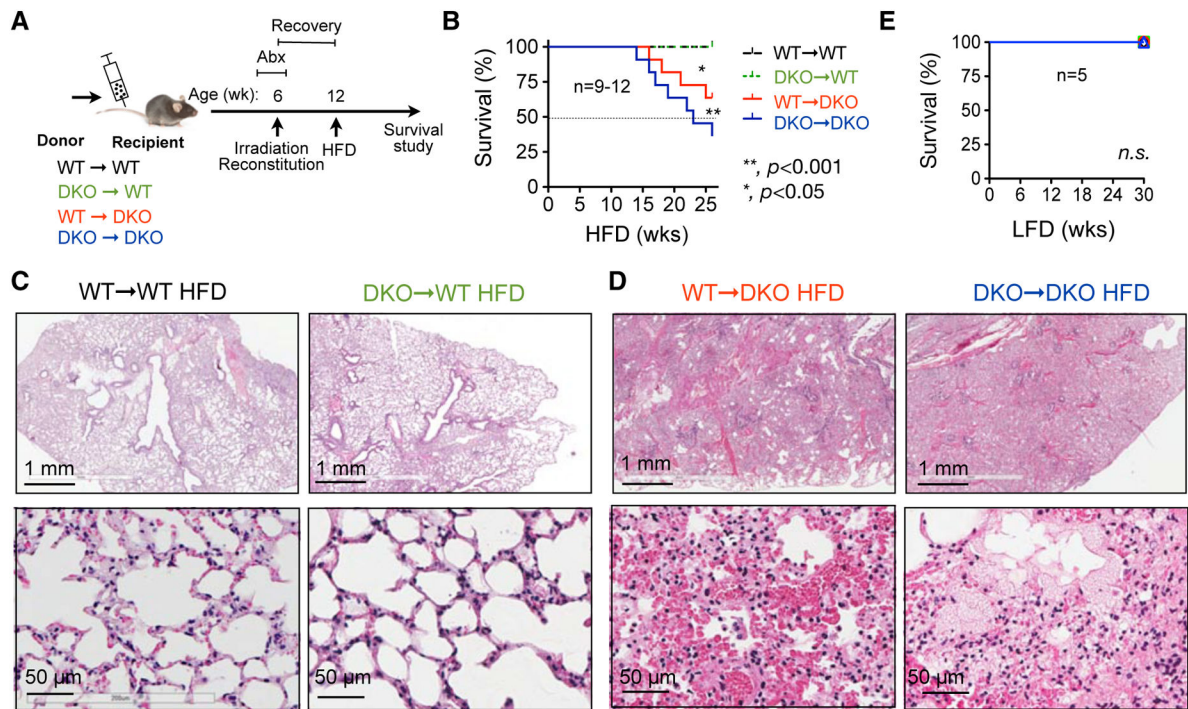 A
Recovery
Abx
Age (wk): 6 12
Donor Recipient
Irradiation
Reconstitution
HFD
Survival
study
WT → WT
DKO → WT
WT → DKO
DKO → DKO
B
Survival (%)
100
75
50
25
0
n=9-12
*
**
0 5 10 15 20 25
HFD (wks)
WT→WT
DKO→WT
WT→DKO
DKO→DKO
**, p<0.001
*, p<0.05
E
Survival (%)
100
75
50
25
0
n=5
n.s.
0 6 12 18 24 30
LFD (wks)
C
WT→WT HFD
DKO→WT HFD
1 mm
1 mm
50 µm
50 µm
D
WT→DKO HFD
DKO→DKO HFD
1 mm
1 mm
50 µm
50 µm